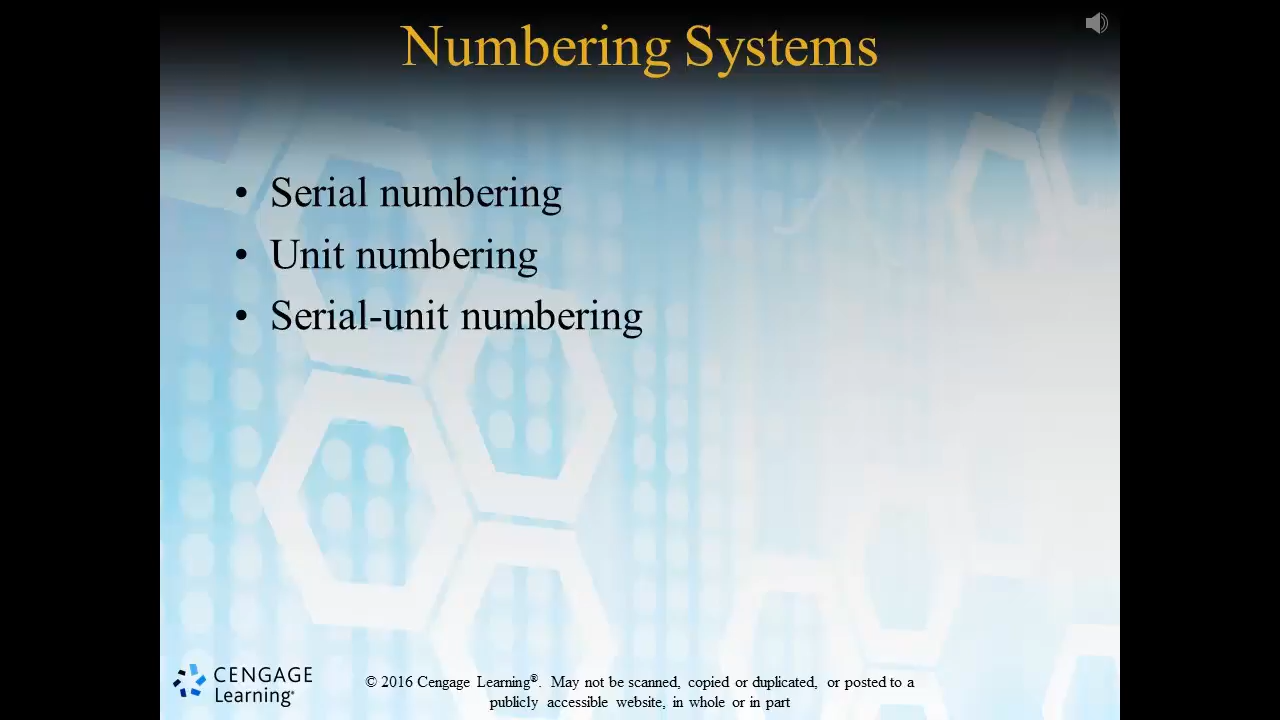 Numbering Systems
• Serial numbering
• Unit numbering
• Serial-unit numbering
CENGAGE
Learning®
© 2016 Cengage Learning®. May not be scanned, copied or duplicated, or posted to a
publicly accessible website, in whole or in part